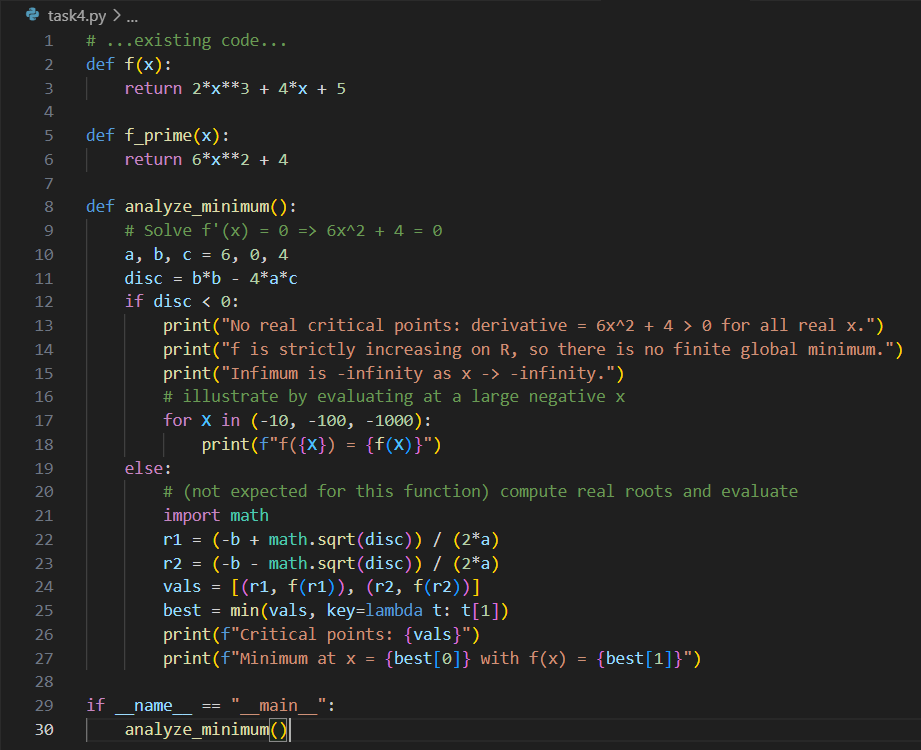 task4.py > ...
1 # ...existing code...
2 def f(x):
3     return 2*x**3 + 4*x + 5
4
5 def f_prime(x):
6     return 6*x**2 + 4
7
8 def analyze_minimum():
9     # Solve f'(x) = 0 => 6x^2 + 4 = 0
10     a, b, c = 6, 0, 4
11     disc = b*b - 4*a*c
12     if disc < 0:
13         print("No real critical points: derivative = 6x^2 + 4 > 0 for all real x.")
14         print("f is strictly increasing on R, so there is no finite global minimum.")
15         print("Infimum is -infinity as x -> -infinity.")
16         # illustrate by evaluating at a large negative x
17         for X in (-10, -100, -1000):
18             print(f"f({X}) = {f(X)}")
19     else:
20         # (not expected for this function) compute real roots and evaluate
21         import math
22         r1 = (-b + math.sqrt(disc)) / (2*a)
23         r2 = (-b - math.sqrt(disc)) / (2*a)
24         vals = [(r1, f(r1)), (r2, f(r2))]
25         best = min(vals, key=lambda t: t[1])
26         print(f"Critical points: {vals}")
27         print(f"Minimum at x = {best[0]} with f(x) = {best[1]}")
28
29 if __name__ == "__main__":
30     analyze_minimum()